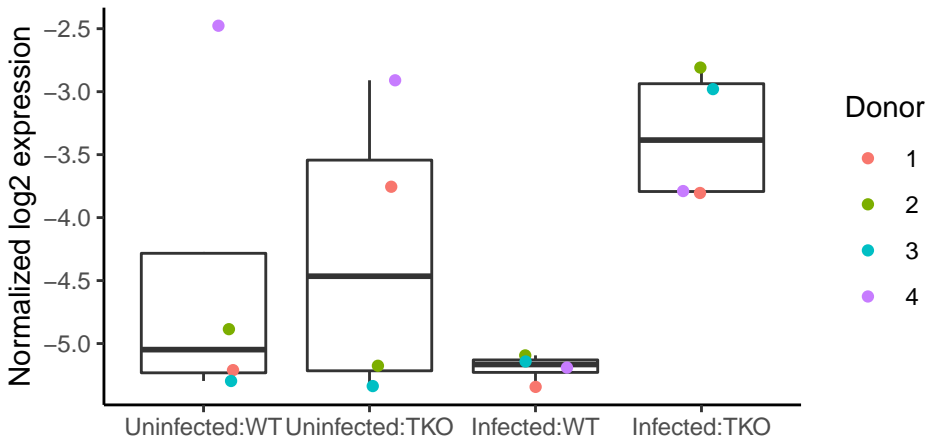 Normalized log2 expression
−2.5
−3.0
−3.5
−4.0
−4.5
−5.0
Uninfected:WT
Uninfected:TKO
Infected:WT
Infected:TKO
Donor
1
2
3
4